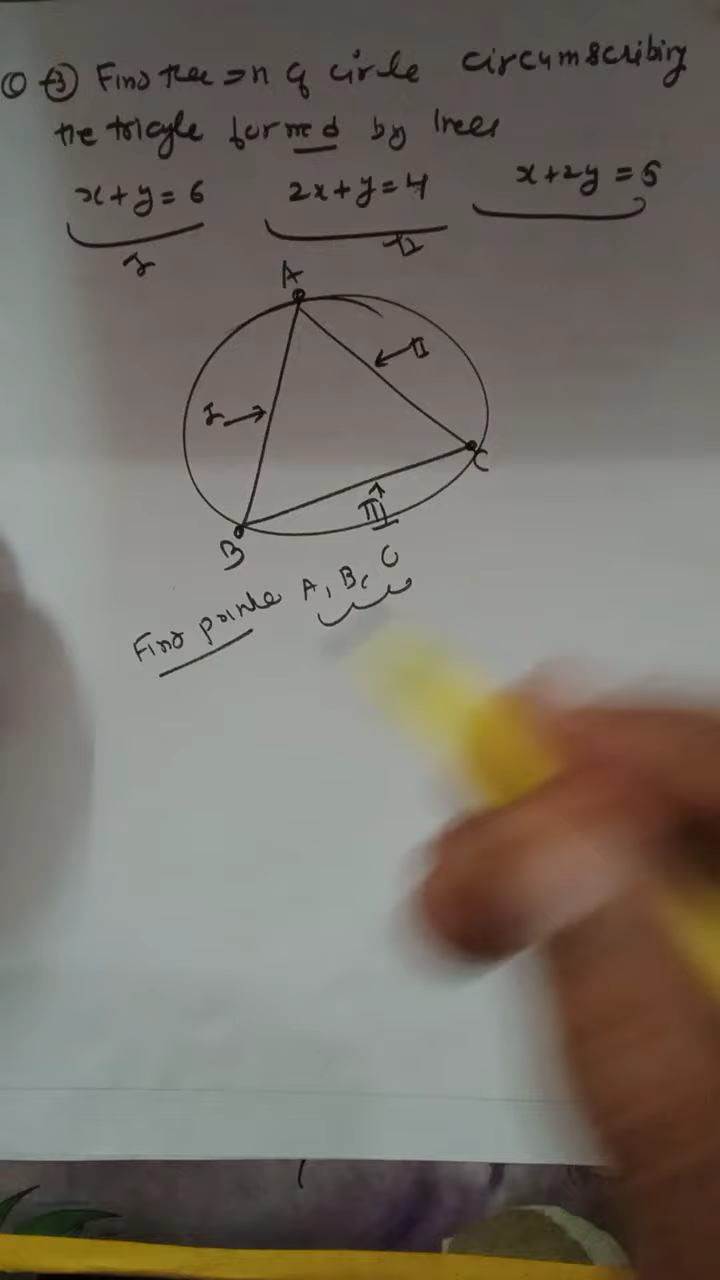 Q ③ Find the =n of circle circumscribing
the triangle formed by lines
x+y=6 2x+y=4 x+2y=5
I II
A
II
I
C
III
B
Find points A, B, C